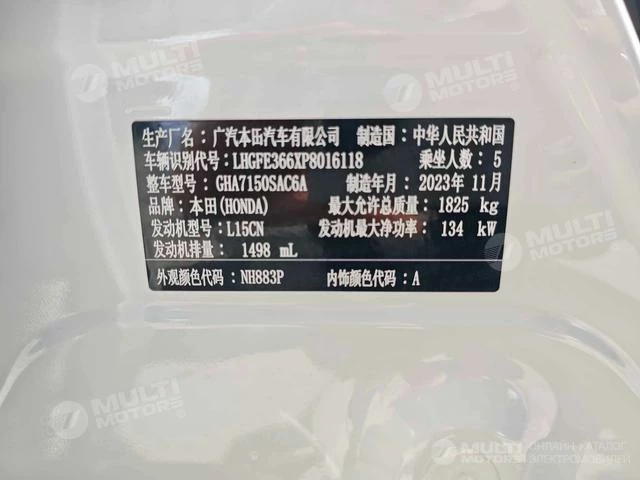 MULTI MOTORS
MULTI MOTORS
生产厂名：广汽本田汽车有限公司 制造国：中华人民共和国
车辆识别代号：LHGFE366XP8016118 乘坐人数：5
整车型号：GHA7150SAC6A 制造年月：2023年11月
品牌：本田(HONDA) 最大允许总质量：1825 kg
发动机型号：L15CN 发动机最大净功率：134 kW
发动机排量：1498 mL
外观颜色代码：NH883P 内饰颜色代码：A
MULTI MOTORS
MULTI MOTORS
MULTI MOTORS
ОНЛАЙН-КАТАЛОГ
ЭЛЕКТРОМОБИЛЕЙ